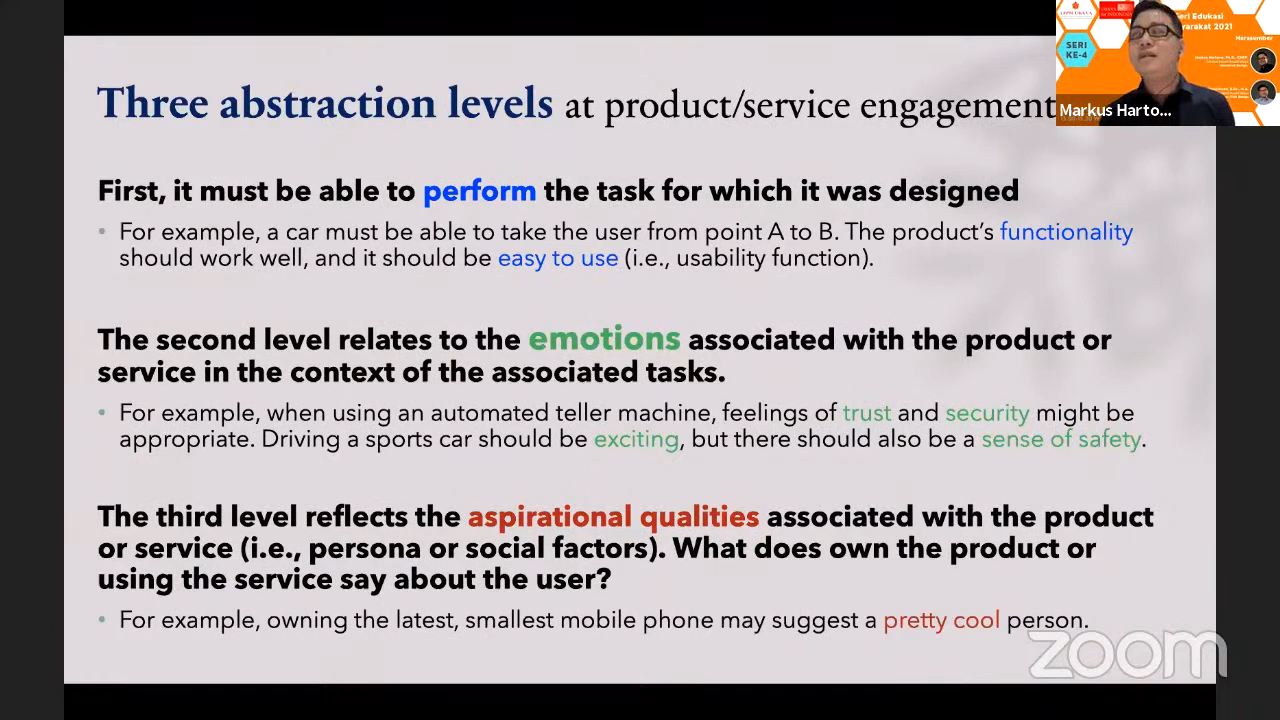 Three abstraction levels at product/service engagement
First, it must be able to perform the task for which it was designed
• For example, a car must be able to take the user from point A to B. The product’s functionality
should work well, and it should be easy to use (i.e., usability function).
The second level relates to the emotions associated with the product or
service in the context of the associated tasks.
• For example, when using an automated teller machine, feelings of trust and security might be
appropriate. Driving a sports car should be exciting, but there should also be a sense of safety.
The third level reflects the aspirational qualities associated with the product
or service (i.e., persona or social factors). What does own the product or
using the service say about the user?
• For example, owning the latest, smallest mobile phone may suggest a pretty cool person.
zoom
SERI
KE-4
Seri Edukasi
2021
Narasumber
Markus Harto...